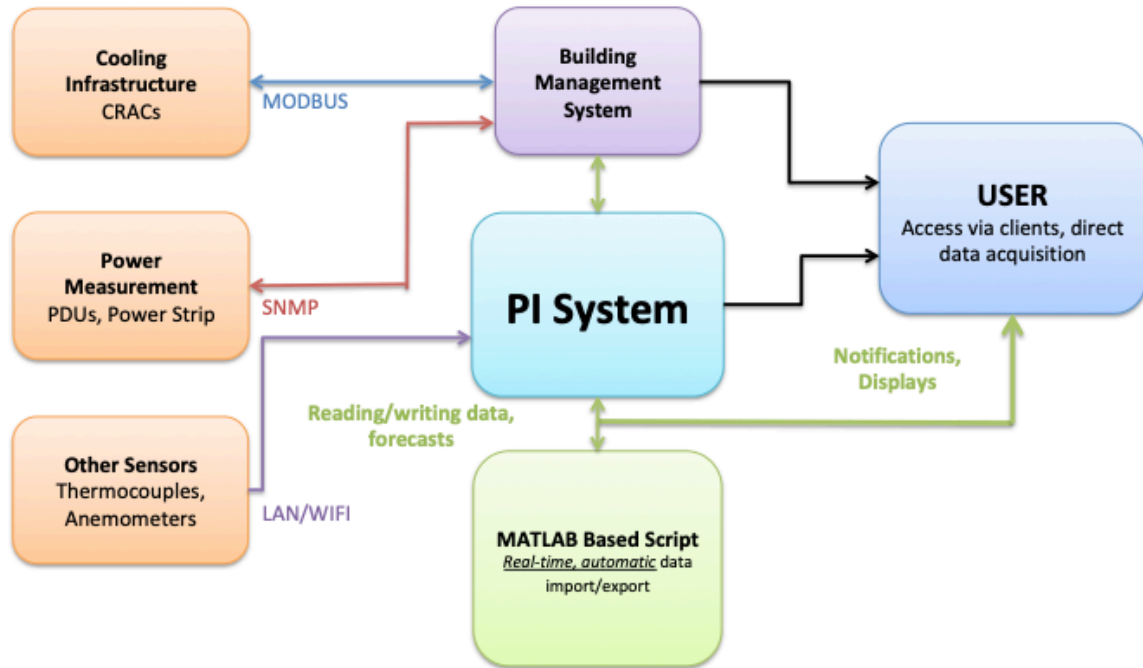 Cooling
Infrastructure
CRACs
MODBUS
Building
Management
System
USER
Access via clients, direct
data acquisition
Power
Measurement
PDUs, Power Strip
SNMP
PI System
Notifications,
Displays
Reading/writing data,
forecasts
Other Sensors
Thermocouples,
Anemometers
LAN/WIFI
MATLAB Based Script
Real-time, automatic data
import/export